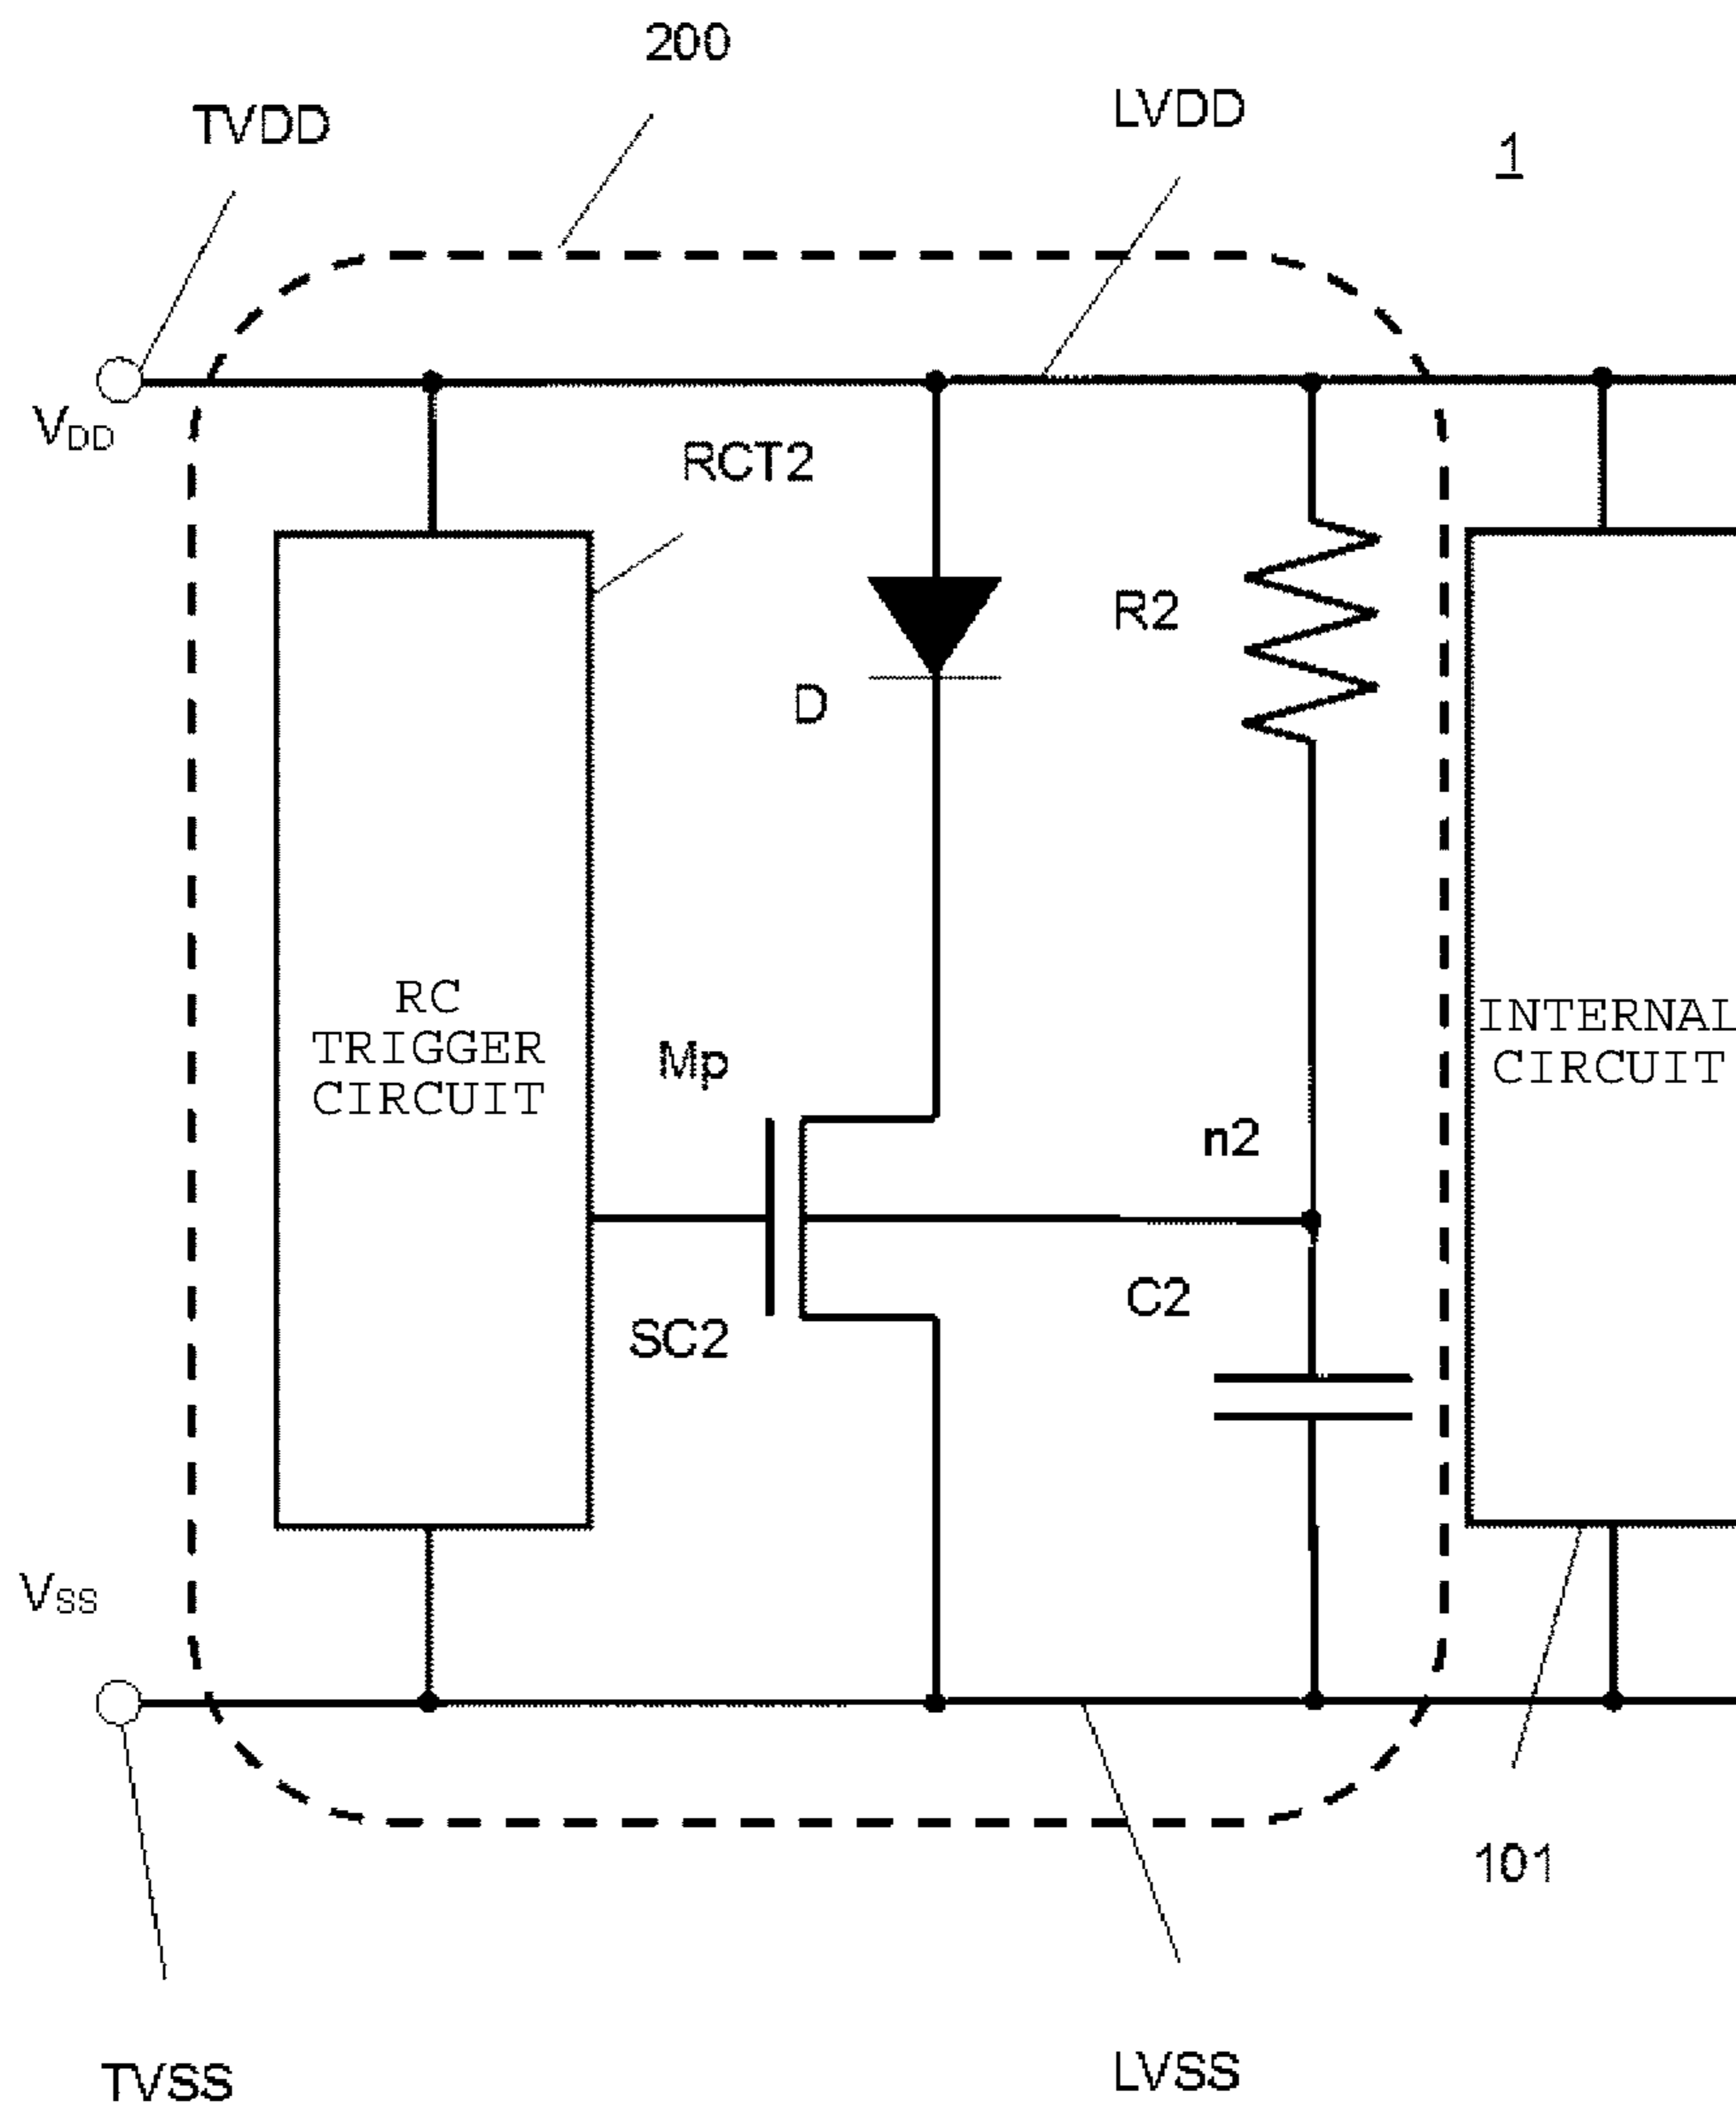 200
TVDD
LVDD
1
VDD
RCT2
R2
D
RC
TRIGGER
CIRCUIT
INTERNAL
CIRCUIT
Mp
n2
C2
SC2
VSS
101
TVSS
LVSS